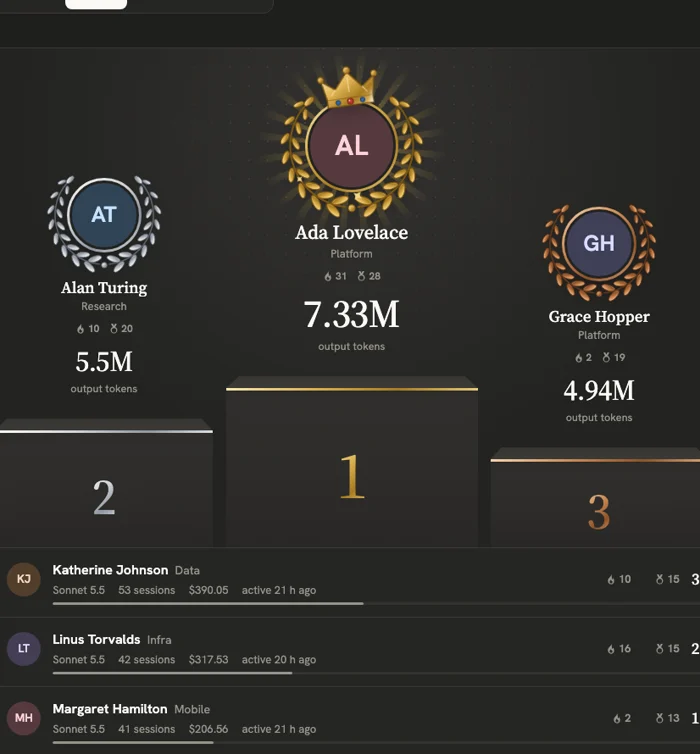 AL
Ada Lovelace
Platform
31 28
7.33M
output tokens
AT
Alan Turing
Research
10 20
5.5M
output tokens
GH
Grace Hopper
Platform
2 19
4.94M
output tokens
2
1
3
KJ
Katherine Johnson Data
10 15 3
Sonnet 5.5 53 sessions $390.05 active 21 h ago
LT
Linus Torvalds Infra
16 15 2
Sonnet 5.5 42 sessions $317.53 active 20 h ago
MH
Margaret Hamilton Mobile
2 13 1
Sonnet 5.5 41 sessions $206.56 active 21 h ago